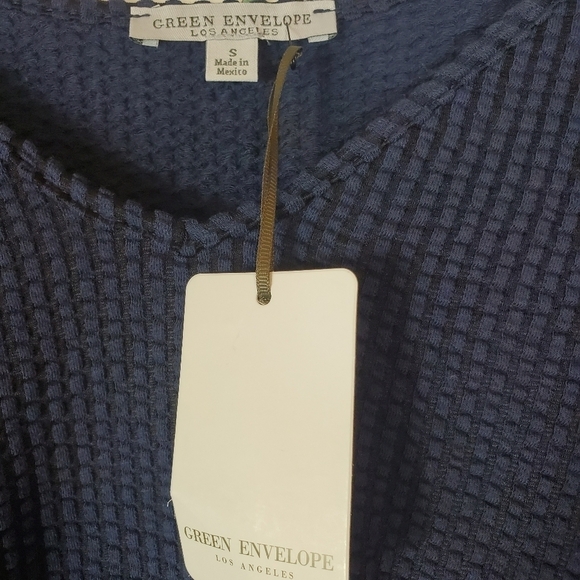 GREEN ENVELOPE
LOS ANGELES
S
Made in
Mexico
GREEN ENVELOPE
LOS ANGELES